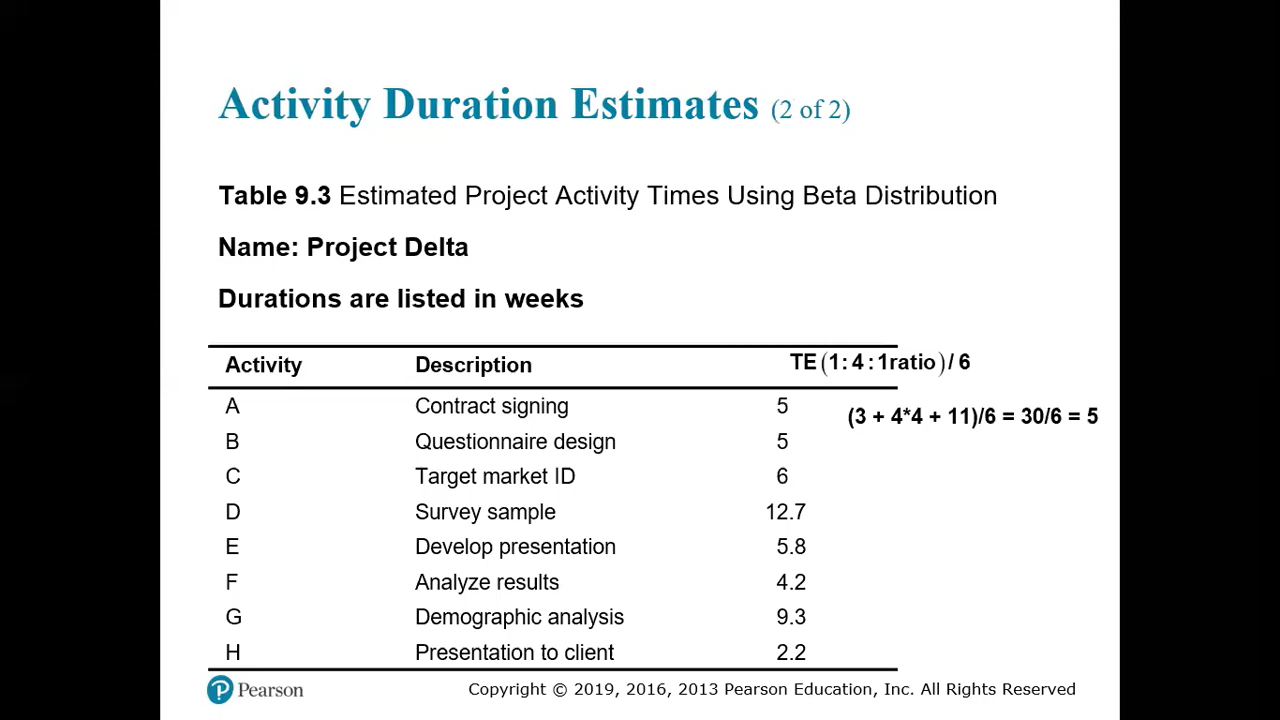 Activity Duration Estimates (2 of 2)
Table 9.3 Estimated Project Activity Times Using Beta Distribution
Name: Project Delta
Durations are listed in weeks
Activity Description TE (1: 4 : 1ratio) / 6
A Contract signing 5 (3 + 4*4 + 11)/6 = 30/6 = 5
B Questionnaire design 5
C Target market ID 6
D Survey sample 12.7
E Develop presentation 5.8
F Analyze results 4.2
G Demographic analysis 9.3
H Presentation to client 2.2
P Pearson Copyright © 2019, 2016, 2013 Pearson Education, Inc. All Rights Reserved